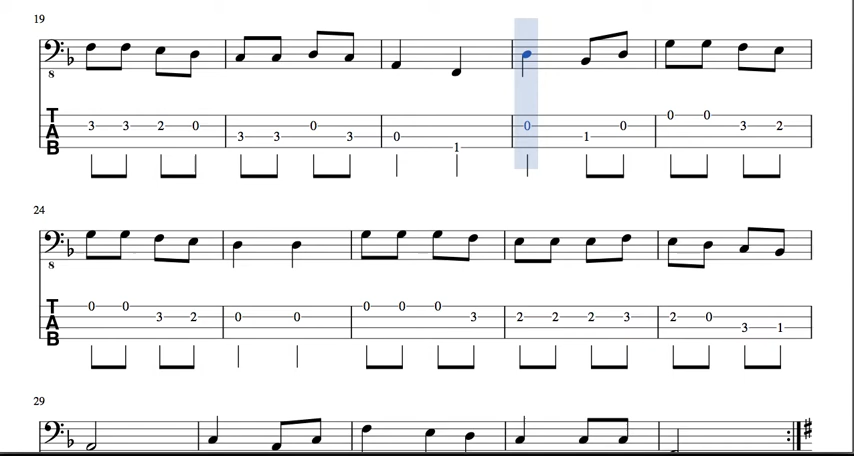 19
8
T 3 3 2 0 0 0 0 0 0
A 3 3 3 0 1 3 2
B 1
24
8
T 0 0 0 0 0
A 3 2 0 0 3 2 2 2 3 2 0
B 3 1
29